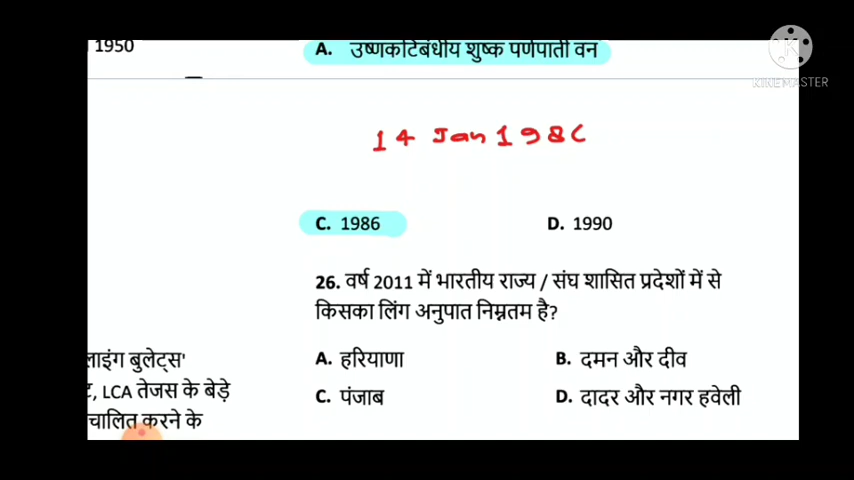 1950
A. उष्णकटिबंधीय शुष्क पर्णपाती वन
KINEMASTER
14 Jan 198
C. 1986
D. 1990
26. वर्ष 2011 में भारतीय राज्य / संघ शासित प्रदेशों में से
किसका लिंग अनुपात निम्नतम है?
लाइंग बुलेट्स'
A. हरियाणा
B. दमन और दीव
LCA तेजस के बेड़े
C. पंजाब
D. दादर और नगर हवेली
चालित करने के